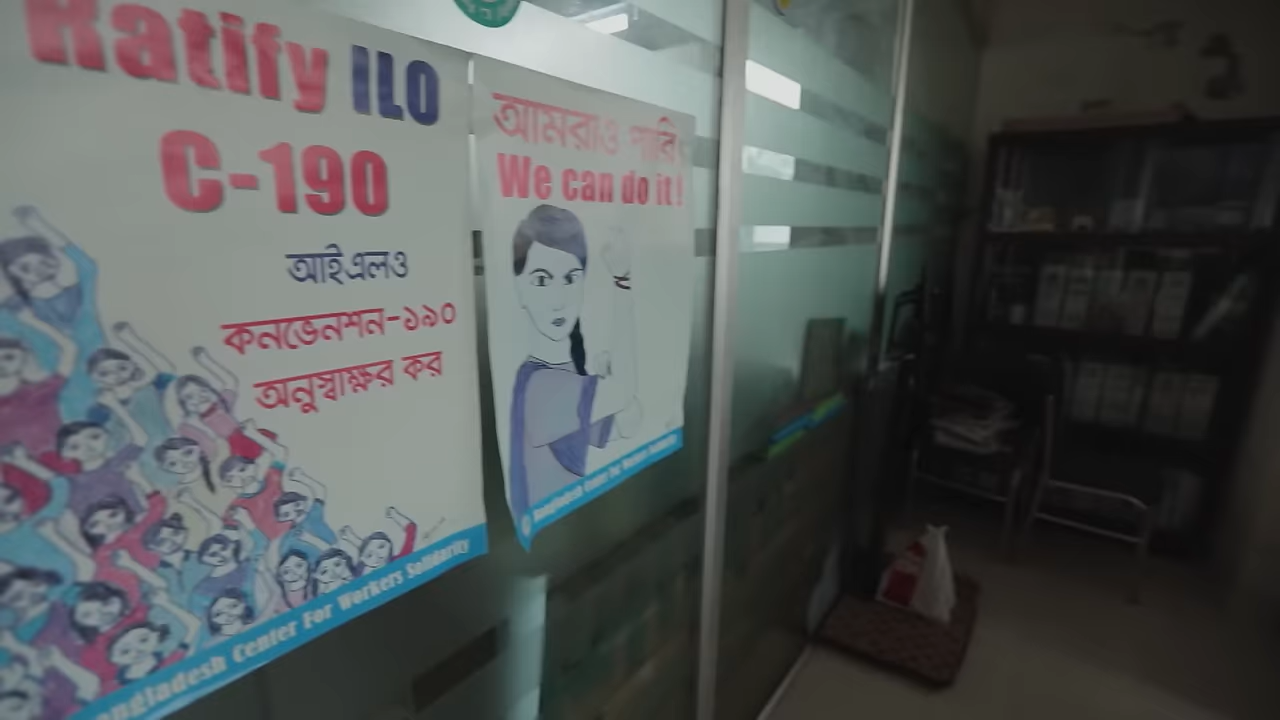 Ratify ILO
C-190
আইএলও
কনভেনশন-১৯০
অনুস্বাক্ষর কর
Bangladesh Center For Workers Solidarity
আমরাও পারি,
We can do it!
Bangladesh Center For Workers Solidarity